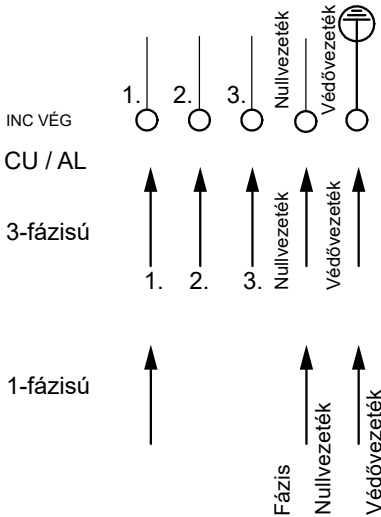 1. 2. 3. Nullvezeték Védővezeték
INC VÉG
CU / AL
3-fázisú
1. 2. 3. Nullvezeték Védővezeték
1-fázisú
Fázis Nullvezeték Védővezeték